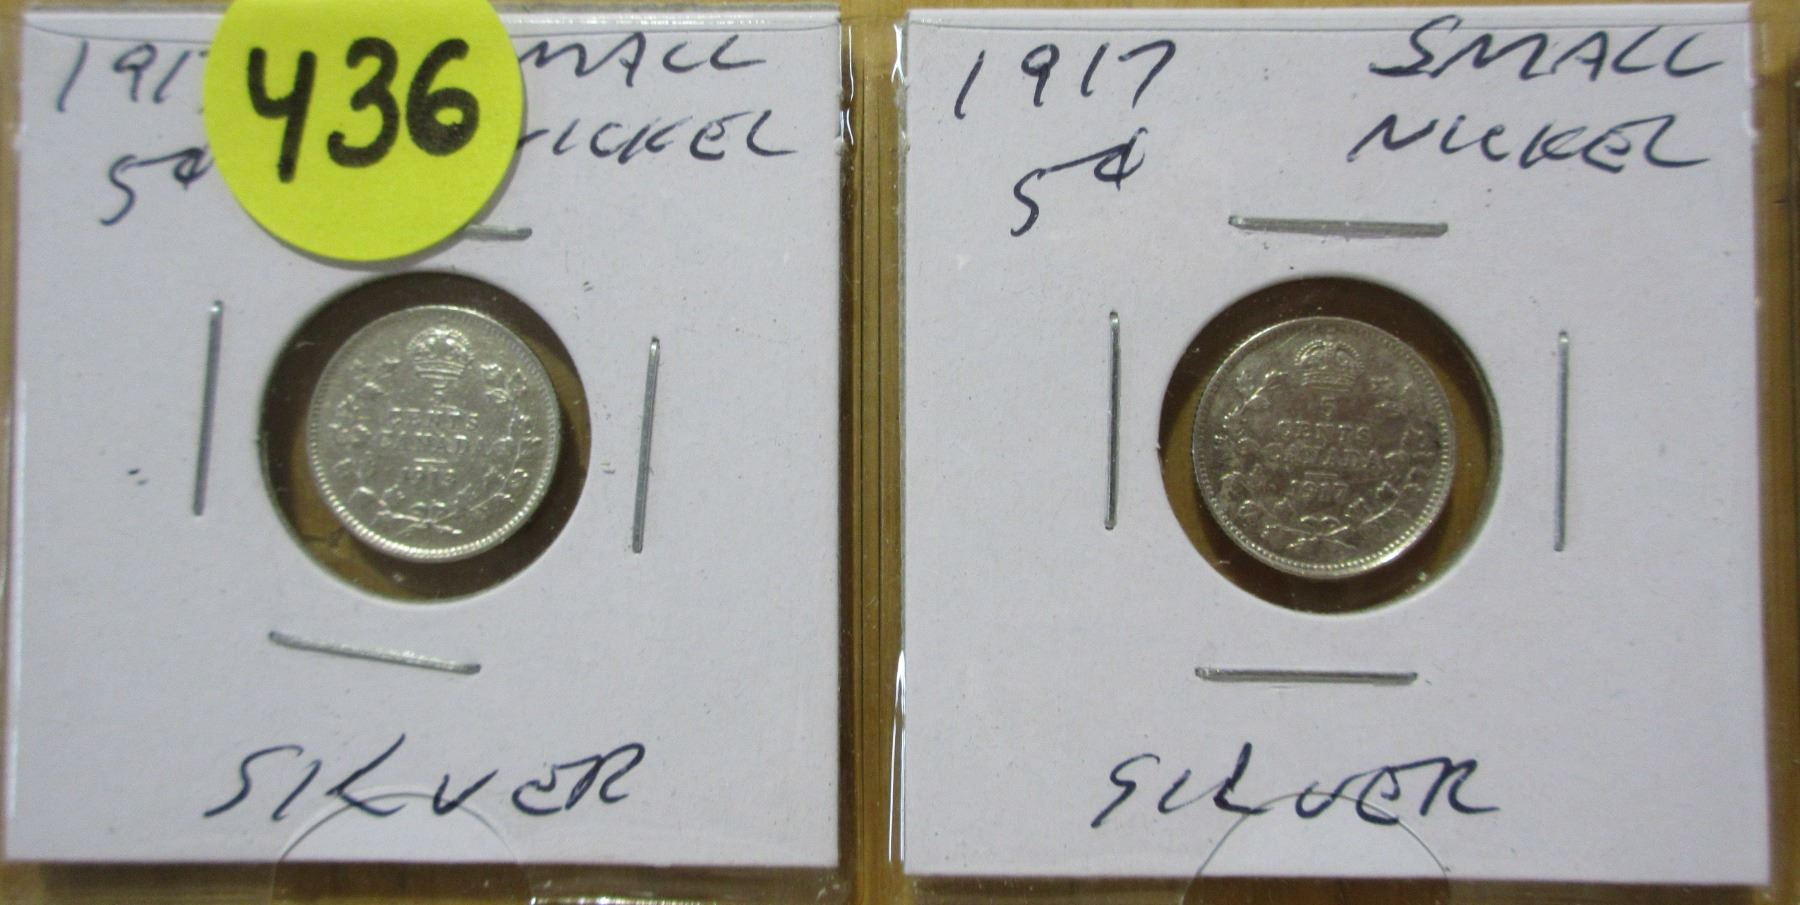 436
191
MALL
5¢
ICKEL
5
CENTS
CANADA
SILVER
1917
SMALL
NICKEL
5¢
5
CENTS
CANADA
1917
SILVER